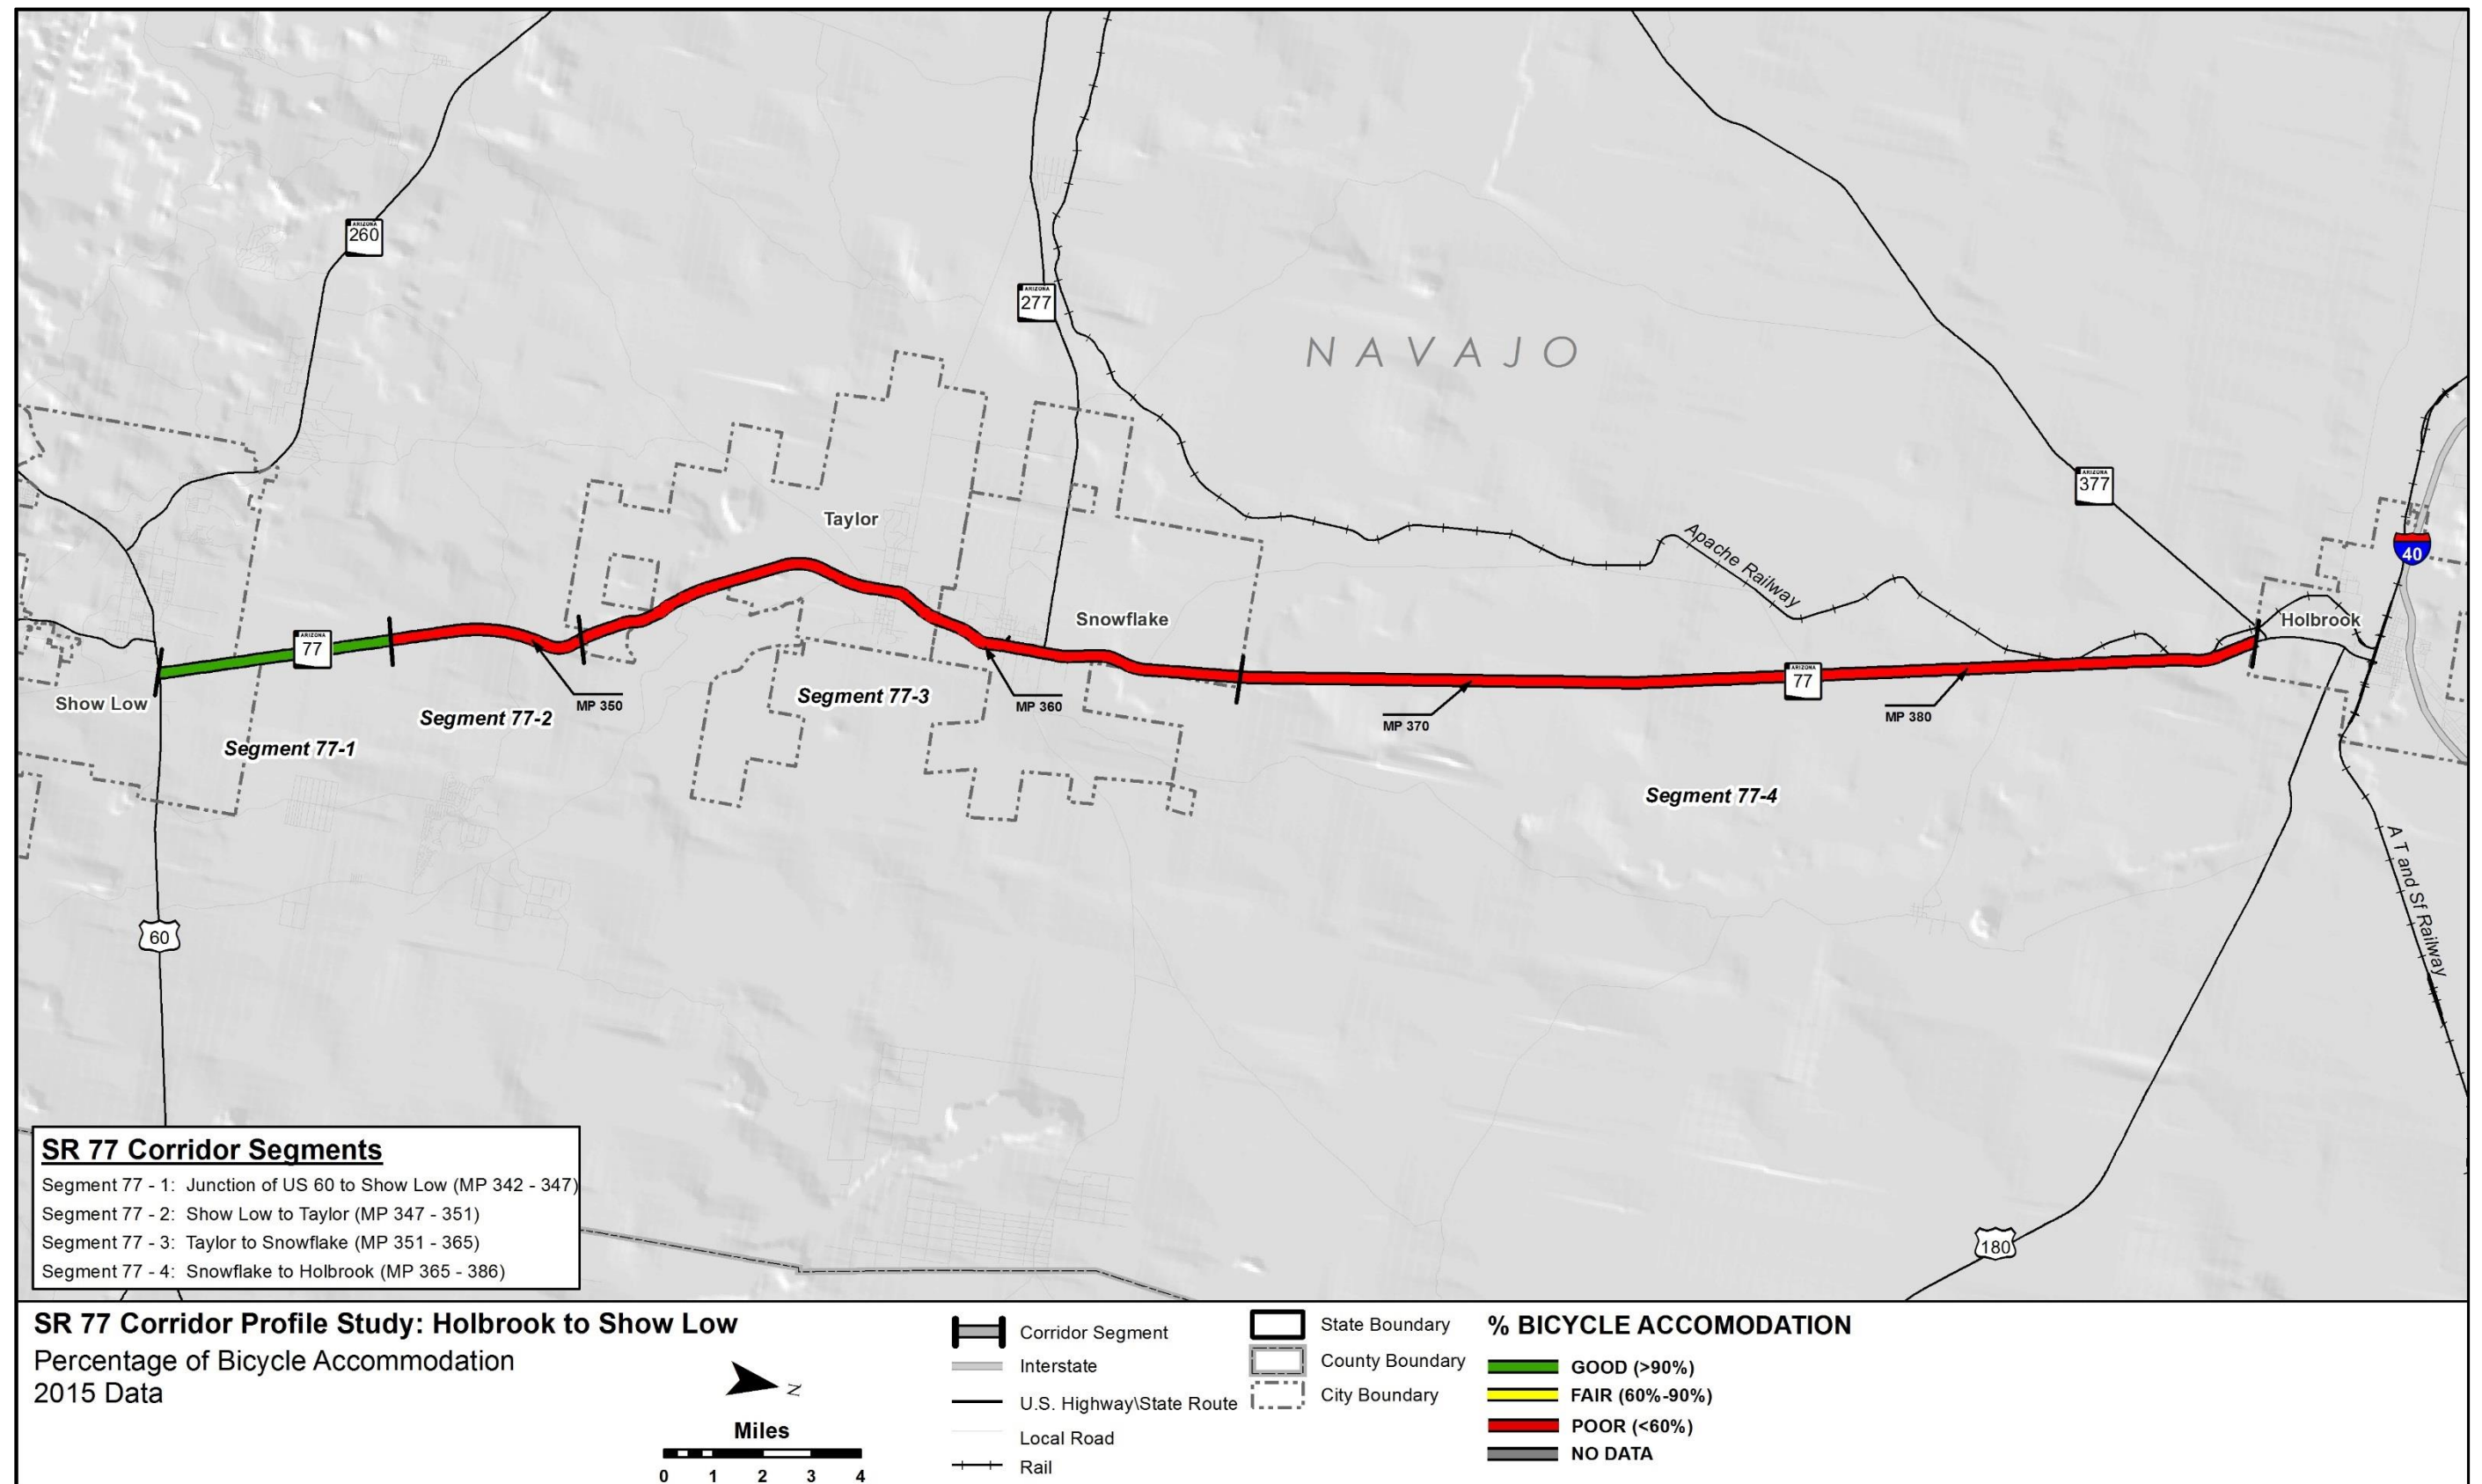 ARIZONA
260
ARIZONA
277
NAVAJO
ARIZONA
377
Taylor
Apache Railway
40
Snowflake
Holbrook
ARIZONA
77
Show Low
Segment 77-1
Segment 77-2
MP 350
Segment 77-3
MP 360
MP 370
ARIZONA
77
MP 380
Segment 77-4
A T and Sf Railway
60
180
SR 77 Corridor Segments
Segment 77 - 1: Junction of US 60 to Show Low (MP 342 - 347)
Segment 77 - 2: Show Low to Taylor (MP 347 - 351)
Segment 77 - 3: Taylor to Snowflake (MP 351 - 365)
Segment 77 - 4: Snowflake to Holbrook (MP 365 - 386)
SR 77 Corridor Profile Study: Holbrook to Show Low
Percentage of Bicycle Accommodation
2015 Data
N
Miles
0 1 2 3 4
Corridor Segment
Interstate
U.S. Highway\State Route
Local Road
Rail
State Boundary
County Boundary
City Boundary
% BICYCLE ACCOMODATION
GOOD (>90%)
FAIR (60%-90%)
POOR (<60%)
NO DATA